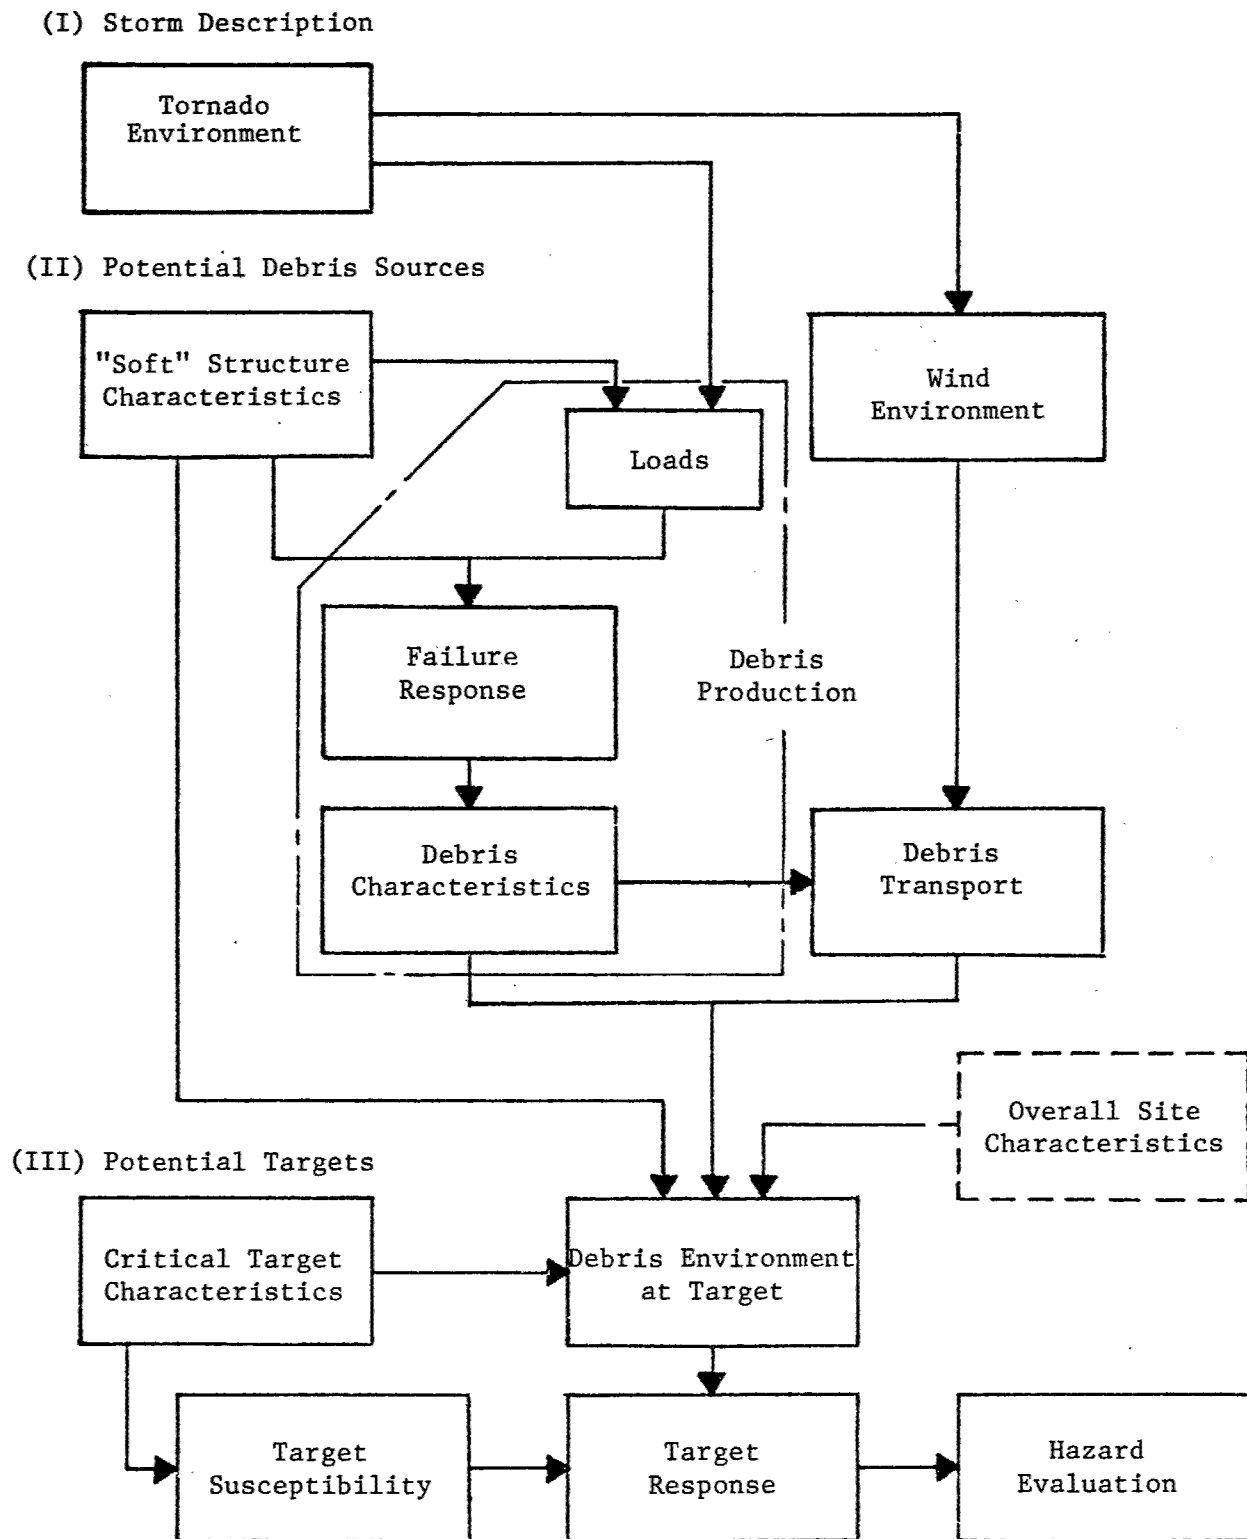 (I) Storm Description
Tornado
Environment
(II) Potential Debris Sources
"Soft" Structure
Characteristics
Wind
Environment
Loads
Failure
Response
Debris
Production
Debris
Characteristics
Debris
Transport
Overall Site
Characteristics
(III) Potential Targets
Critical Target
Characteristics
Debris Environment
at Target
Target
Susceptibility
Target
Response
Hazard
Evaluation